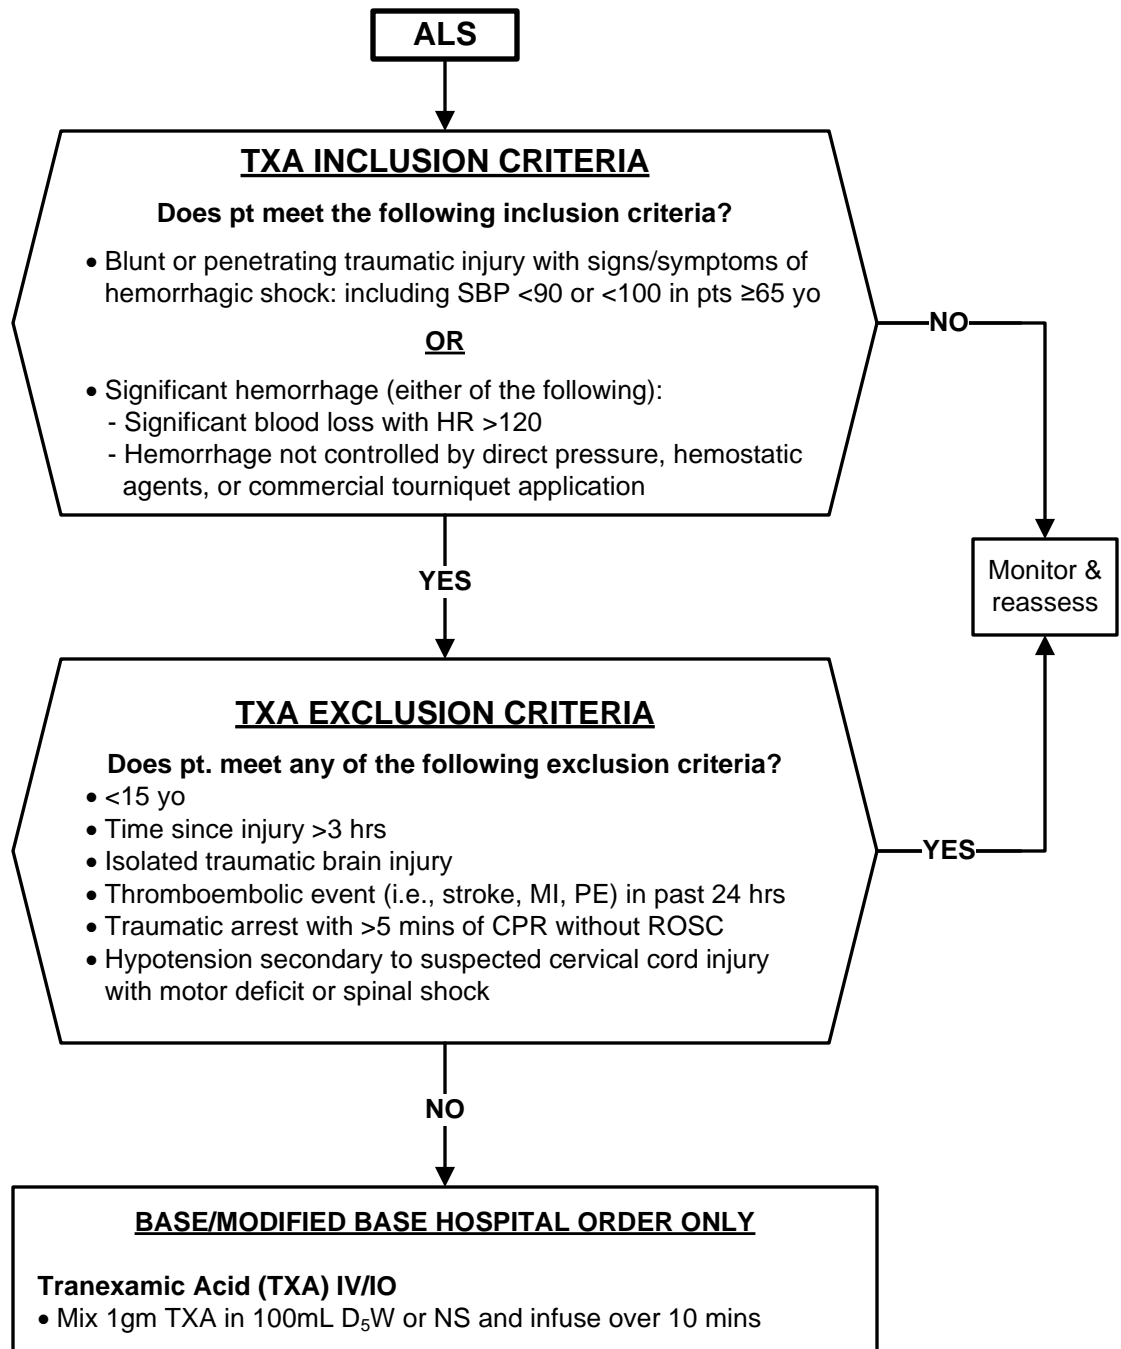 ALS
TXA INCLUSION CRITERIA
Does pt meet the following inclusion criteria?
• Blunt or penetrating traumatic injury with signs/symptoms of
hemorrhagic shock: including SBP <90 or <100 in pts ≥65 yo
OR
• Significant hemorrhage (either of the following):
- Significant blood loss with HR >120
- Hemorrhage not controlled by direct pressure, hemostatic
agents, or commercial tourniquet application
NO
YES
Monitor &
reassess
TXA EXCLUSION CRITERIA
Does pt. meet any of the following exclusion criteria?
• <15 yo
• Time since injury >3 hrs
• Isolated traumatic brain injury
• Thromboembolic event (i.e., stroke, MI, PE) in past 24 hrs
• Traumatic arrest with >5 mins of CPR without ROSC
• Hypotension secondary to suspected cervical cord injury
with motor deficit or spinal shock
YES
NO
BASE/MODIFIED BASE HOSPITAL ORDER ONLY
Tranexamic Acid (TXA) IV/IO
• Mix 1gm TXA in 100mL D₅W or NS and infuse over 10 mins